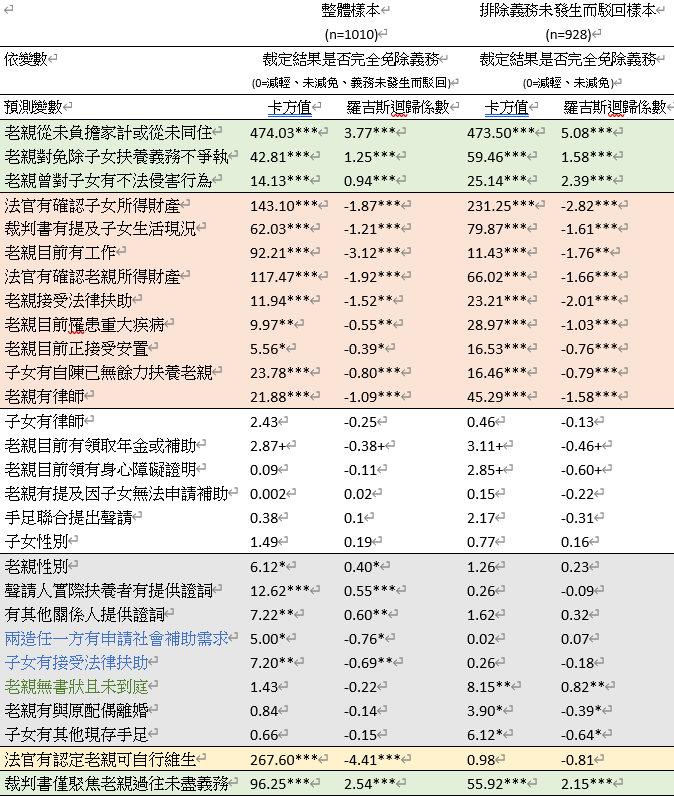 整體樣本 排除義務未發生而駁回樣本
(n=1010) (n=928)
依變數 裁定結果是否完全免除義務 裁定結果是否完全免除義務
(0=減輕、未減免、義務未發生而駁回) (0=減輕、未減免)
預測變數 卡方值 羅吉斯迴歸係數 卡方值 羅吉斯迴歸係數
老親從未負擔家計或從未同住 474.03*** 3.77*** 473.50*** 5.08***
老親對免除子女扶養義務不爭執 42.81*** 1.25*** 59.46*** 1.58***
老親曾對子女有不法侵害行為 14.13*** 0.94*** 25.14*** 2.39***
法官有確認子女所得財產 143.10*** -1.87*** 231.25*** -2.82***
裁判書有提及子女生活現況 62.03*** -1.21*** 79.87*** -1.61***
老親目前有工作 92.21*** -3.12*** 11.43*** -1.76**
法官有確認老親所得財產 117.47*** -1.92*** 66.02*** -1.66***
老親接受法律扶助 11.94*** -1.52** 23.21*** -2.01***
老親目前罹患重大疾病 9.97** -0.55** 28.97*** -1.03***
老親目前正接受安置 5.56* -0.39* 16.53*** -0.76***
子女有自陳已無餘力扶養老親 23.78*** -0.80*** 16.46*** -0.79***
老親有律師 21.88*** -1.09*** 45.29*** -1.58***
子女有律師 2.43 -0.25 0.46 -0.13
老親目前有領取年金或補助 2.87+ -0.38+ 3.11+ -0.46+
老親目前領有身心障礙證明 0.09 -0.11 2.85+ -0.60+
老親有提及因子女無法申請補助 0.002 0.02 0.15 -0.22
手足聯合提出聲請 0.38 0.1 2.17 -0.31
子女性別 1.49 0.19 0.77 0.16
老親性別 6.12* 0.40* 1.26 0.23
聲請人實際扶養者有提供證詞 12.62*** 0.55*** 0.26 -0.09
有其他關係人提供證詞 7.22** 0.60** 1.62 0.32
兩造任一方有申請社會補助需求 5.00* -0.76* 0.02 0.07
子女有接受法律扶助 7.20** -0.69** 0.26 -0.18
老親無書狀且未到庭 1.43 -0.22 8.15** 0.82**
老親有與原配偶離婚 0.84 -0.14 3.90* -0.39*
子女有其他現存手足 0.66 -0.15 6.12* -0.64*
法官有認定老親可自行維生 267.60*** -4.41*** 0.98 -0.81
裁判書僅聚焦老親過往未盡義務 96.25*** 2.54*** 55.92*** 2.15***